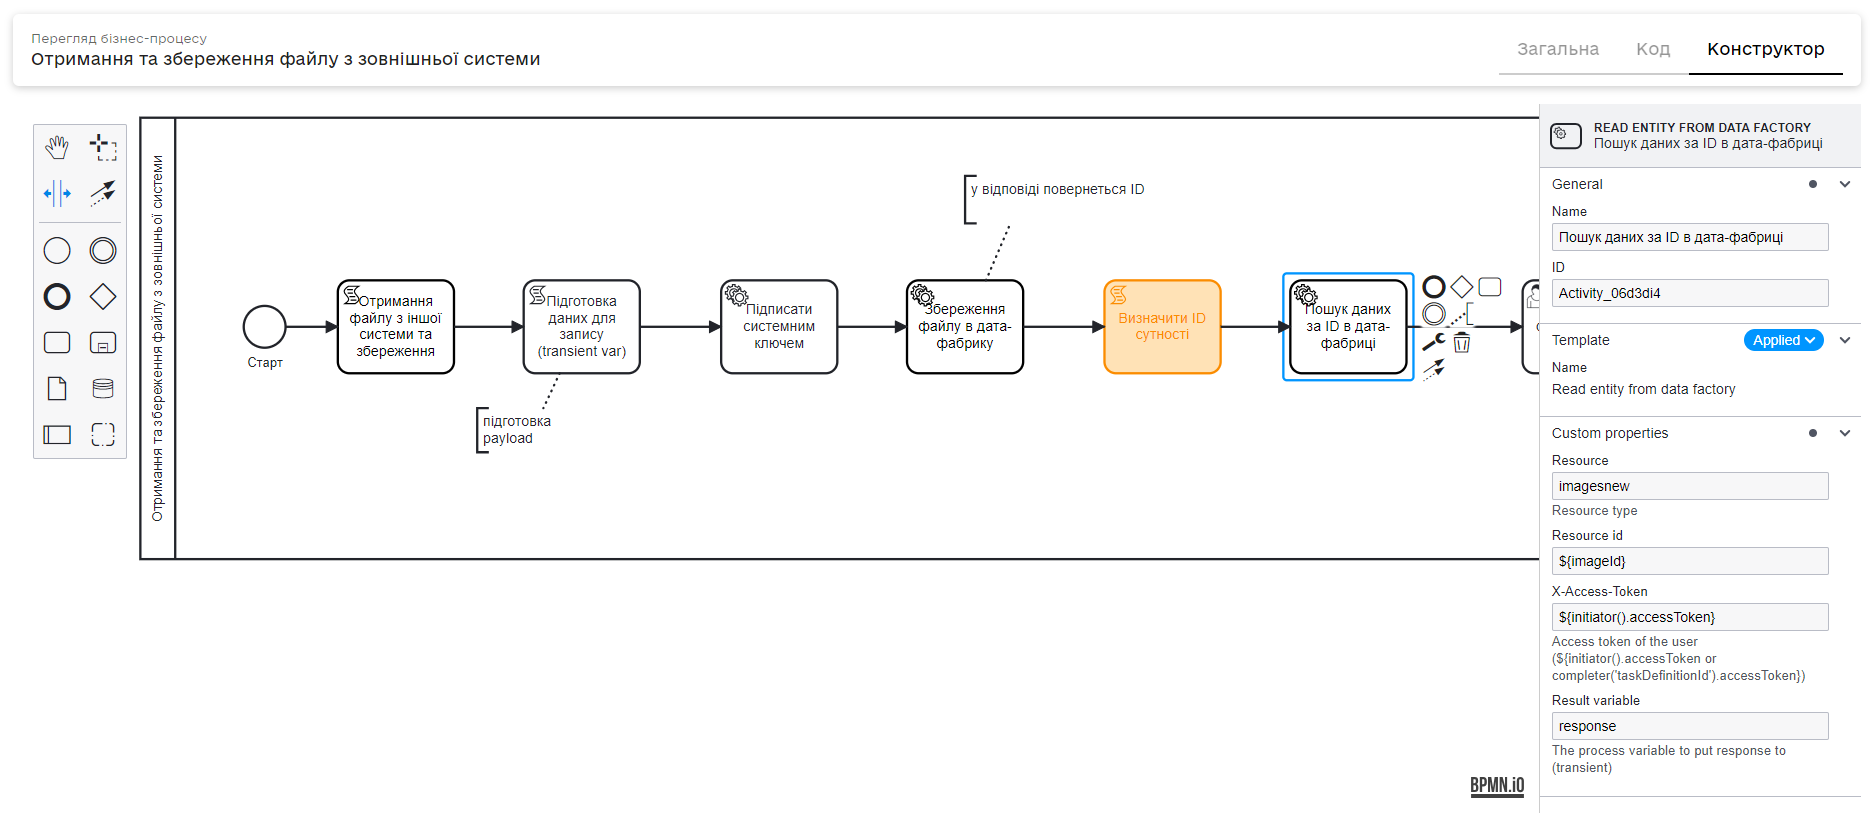 Перегляд бізнес-процесу
Отримання та збереження файлу з зовнішньої системи
Загальна
Код
Конструктор
Отримання та збереження файлу з зовнішньої системи
у відповіді повернеться ID
Старт
Отримання
файлу з іншої
системи та
збереження
Підготовка
даних для
запису
(transient var)
Підписати
системним
ключем
Збереження
файлу в дата-
фабрику
Визначити ID
сутності
Пошук даних
за ID в дата-
фабриці
підготовка
payload
BPMN.iO
READ ENTITY FROM DATA FACTORY
Пошук даних за ID в дата-фабриці
General
Name
Пошук даних за ID в дата-фабриці
ID
Activity_06d3di4
Template
Applied
Name
Read entity from data factory
Custom properties
Resource
imagesnew
Resource type
Resource id
${imageId}
X-Access-Token
${initiator().accessToken}
Access token of the user
(${initiator().accessToken or
completer('taskDefinitionId').accessToken})
Result variable
response
The process variable to put response to
(transient)